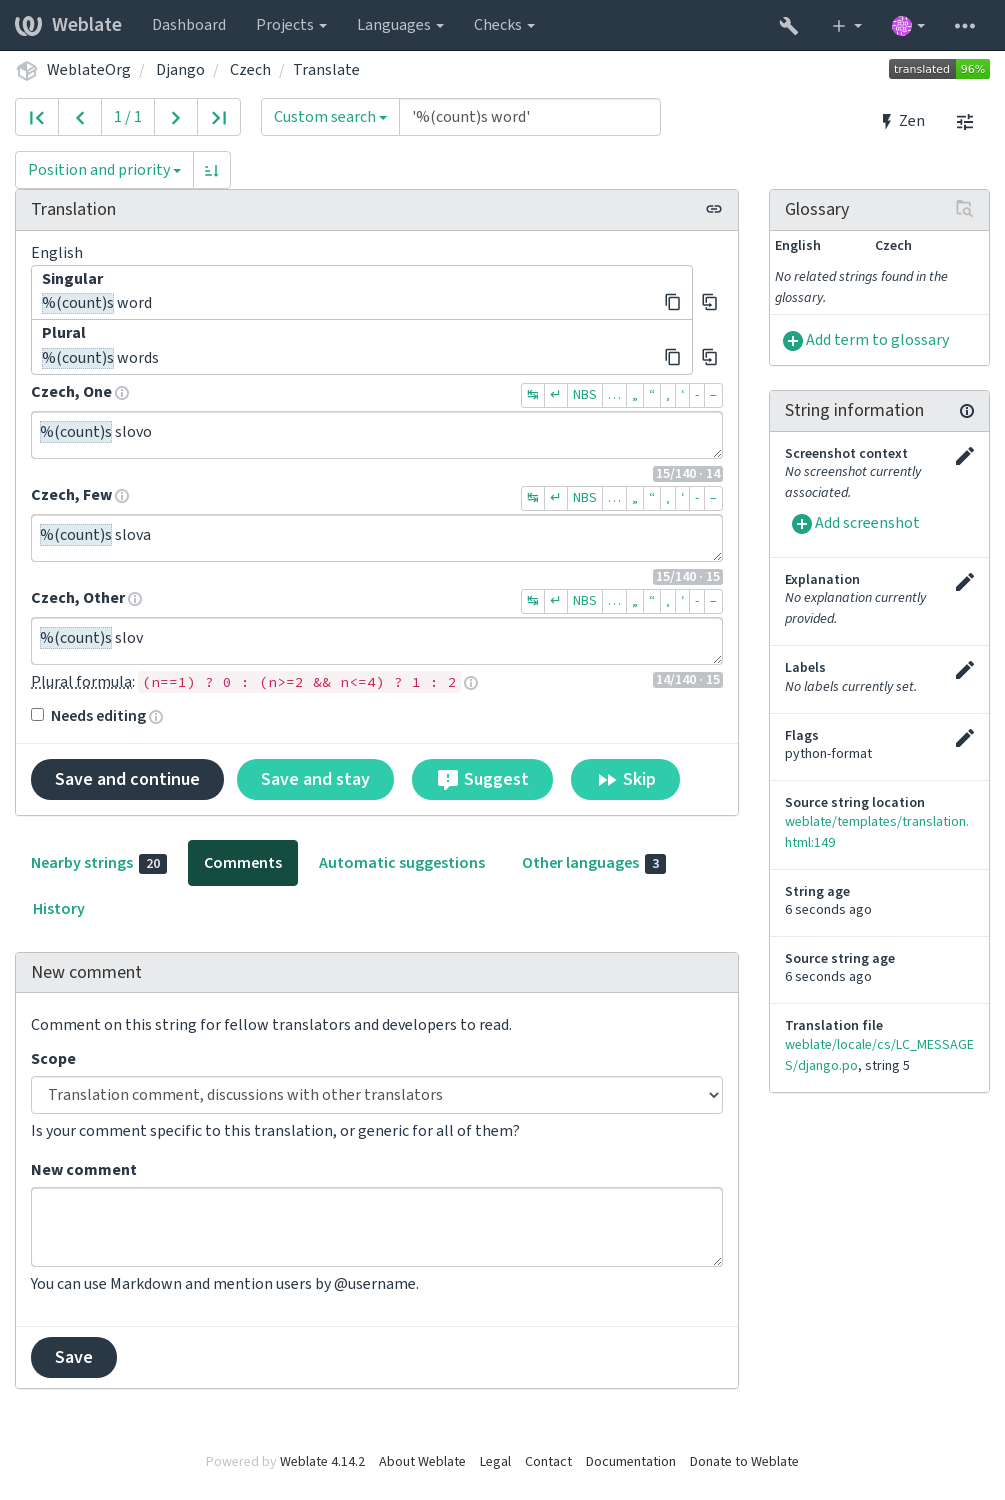 Weblate Dashboard Projects Languages Checks
WeblateOrg / Django / Czech / Translate
translated 96%
1 / 1
Custom search '%(count)s word'
Zen
Position and priority
Translation
English
Singular
%(count)s word
Plural
%(count)s words
Czech, One
NBS … „ “ ‚ ‘ - –
%(count)s slovo
15/140 · 14
Czech, Few
NBS … „ “ ‚ ‘ - –
%(count)s slova
15/140 · 15
Czech, Other
NBS … „ “ ‚ ‘ - –
%(count)s slov
Plural formula: (n==1) ? 0 : (n>=2 && n<=4) ? 1 : 2
14/140 · 15
Needs editing
Save and continue Save and stay Suggest Skip
Nearby strings 20 Comments Automatic suggestions Other languages 3
History
New comment
Comment on this string for fellow translators and developers to read.
Scope
Translation comment, discussions with other translators
Is your comment specific to this translation, or generic for all of them?
New comment
You can use Markdown and mention users by @username.
Save
Glossary
English Czech
No related strings found in the
glossary.
Add term to glossary
String information
Screenshot context
No screenshot currently
associated.
Add screenshot
Explanation
No explanation currently
provided.
Labels
No labels currently set.
Flags
python-format
Source string location
weblate/templates/translation.
html:149
String age
6 seconds ago
Source string age
6 seconds ago
Translation file
weblate/locale/cs/LC_MESSAGE
S/django.po, string 5
Powered by Weblate 4.14.2 About Weblate Legal Contact Documentation Donate to Weblate